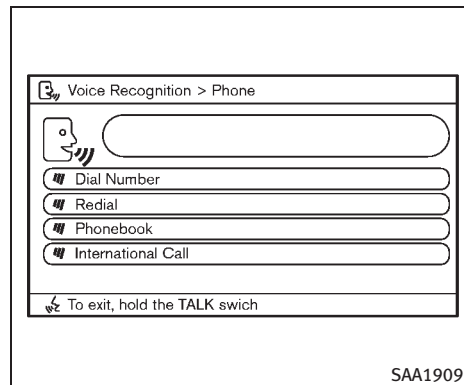 Voice Recognition > Phone
Dial Number
Redial
Phonebook
International Call
To exit, hold the TALK swich
SAA1909